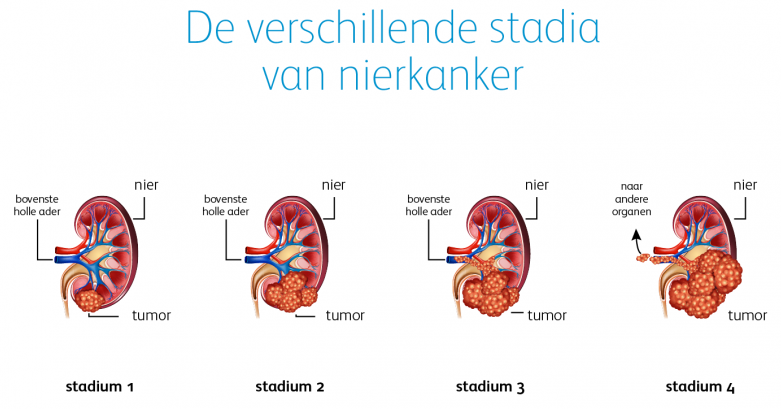 De verschillende stadia
van nierkanker
bovenste
holle ader
nier
tumor
stadium 1
bovenste
holle ader
nier
tumor
stadium 2
bovenste
holle ader
nier
tumor
stadium 3
naar
andere
organen
nier
tumor
stadium 4